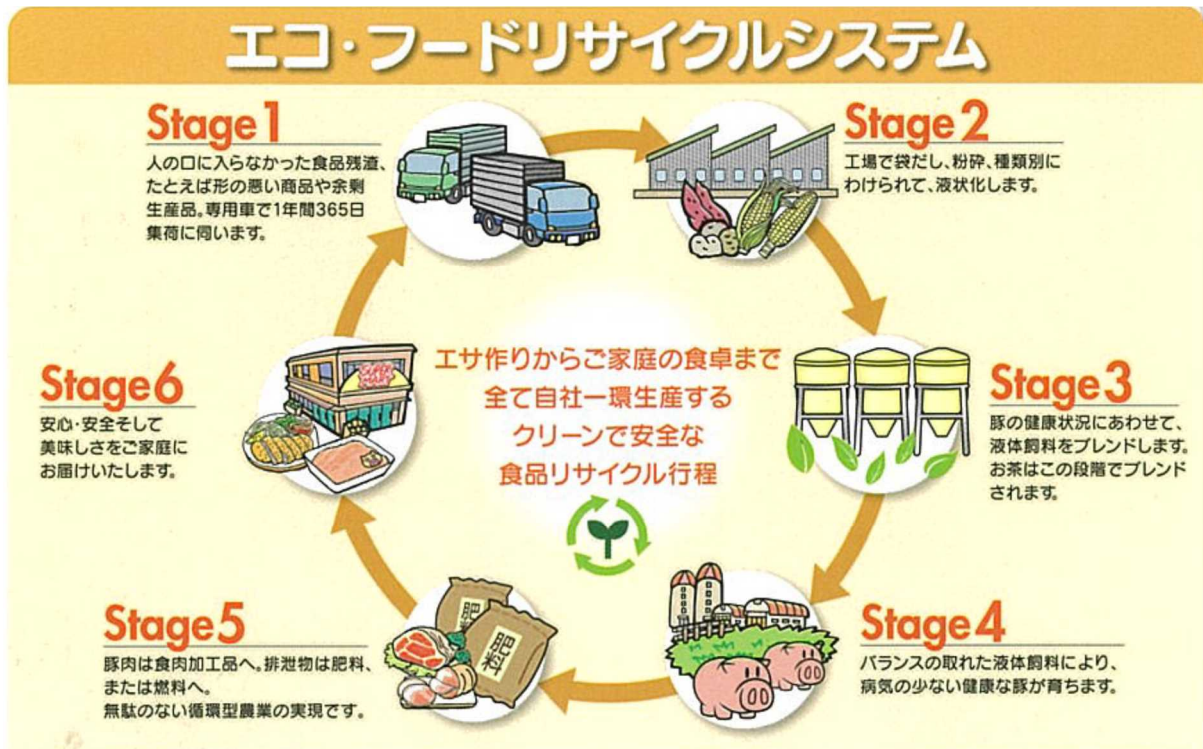 エコ・フードリサイクルシステム
Stage1
人の口に入らなかった食品残渣、
たとえば形の悪い商品や余剰
生産品。専用車で1年間365日
集荷に伺います。
Stage2
工場で袋だし、粉砕、種類別に
わけられて、液状化します。
Stage3
豚の健康状況にあわせて、
液体飼料をブレンドします。
お茶はこの段階でブレンド
されます。
Stage4
バランスの取れた液体飼料により、
病気の少ない健康な豚が育ちます。
Stage5
豚肉は食肉加工品へ。排泄物は肥料、
または燃料へ。
無駄のない循環型農業の実現です。
肥料
肥料
Stage6
安心・安全そして
美味しさをご家庭に
お届けいたします。
エサ作りからご家庭の食卓まで
全て自社一環生産する
クリーンで安全な
食品リサイクル行程